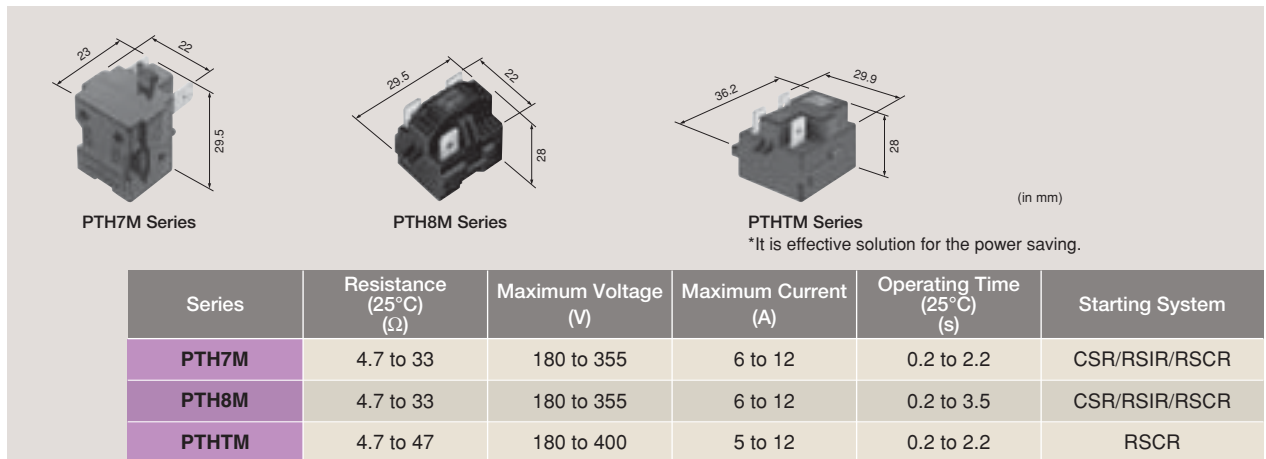 23
22
29.5
29.5
22
28
36.2
29.9
28
(in mm)
PTH7M Series
PTH8M Series
PTHTM Series
*It is effective solution for the power saving.
Series
Resistance
(25°C)
(Ω)
Maximum Voltage
(V)
Maximum Current
(A)
Operating Time
(25°C)
(s)
Starting System
PTH7M 4.7 to 33 180 to 355 6 to 12 0.2 to 2.2 CSR/RSIR/RSCR
PTH8M 4.7 to 33 180 to 355 6 to 12 0.2 to 3.5 CSR/RSIR/RSCR
PTHTM 4.7 to 47 180 to 400 5 to 12 0.2 to 2.2 RSCR